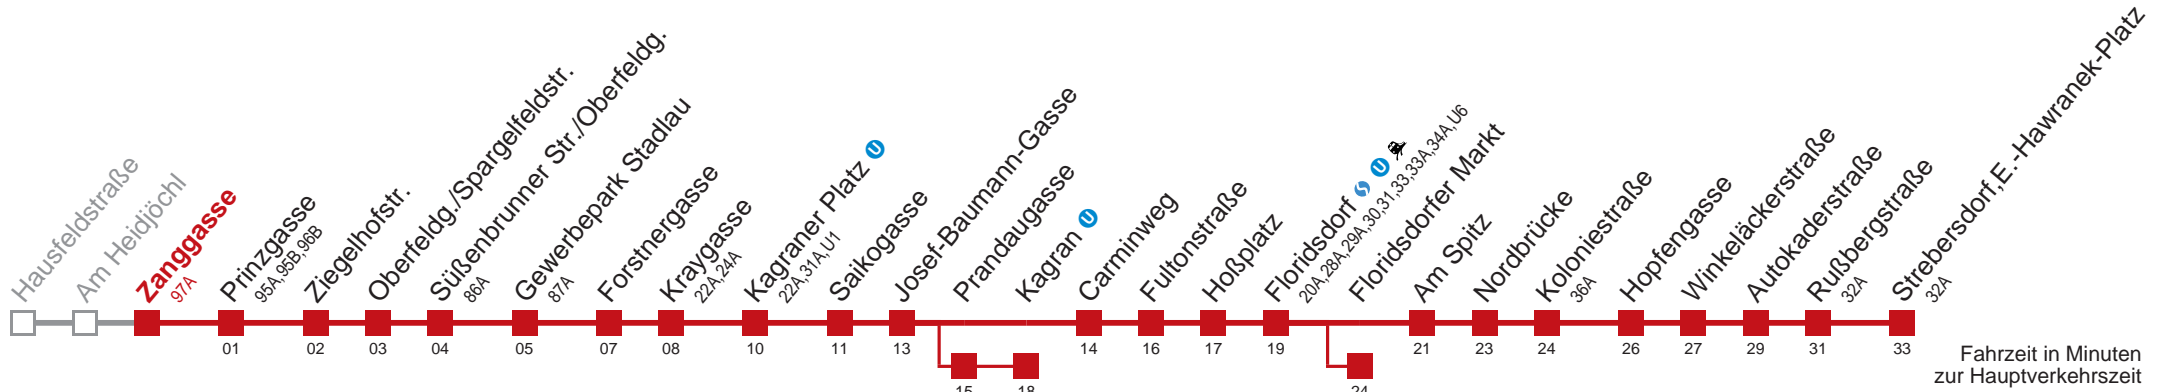 Hausfeldstraße
Am Heidjöchl
Zanggasse
97A
Prinzgasse
95A,95B,96B
Ziegelhofstr.
Oberfeldg./Spargelfeldstr.
Süßenbrunner Str./Oberfeldg.
86A
Gewerbepark Stadlau
87A
Forstnergasse
Kraygasse
22A,24A
Kagraner Platz U
22A,31A,U1
Saikogasse
Josef-Baumann-Gasse
Prandaugasse
Kagran U
Carminweg
Fultonstraße
Hoßplatz
Floridsdorf S U
20A,28A,29A,30,31,33,33A,34A,U6
Floridsdorfer Markt
Am Spitz
Nordbrücke
Koloniestraße
36A
Hopfengasse
Winkeläckerstraße
Autokaderstraße
Rußbergstraße
32A
Strebersdorf,E.-Hawranek-Platz
32A
01 02 03 04 05 07 08 10 11 13 14 16 17 19 21 23 24 26 27 29 31 33
15 18 24
Fahrzeit in Minuten
zur Hauptverkehrszeit